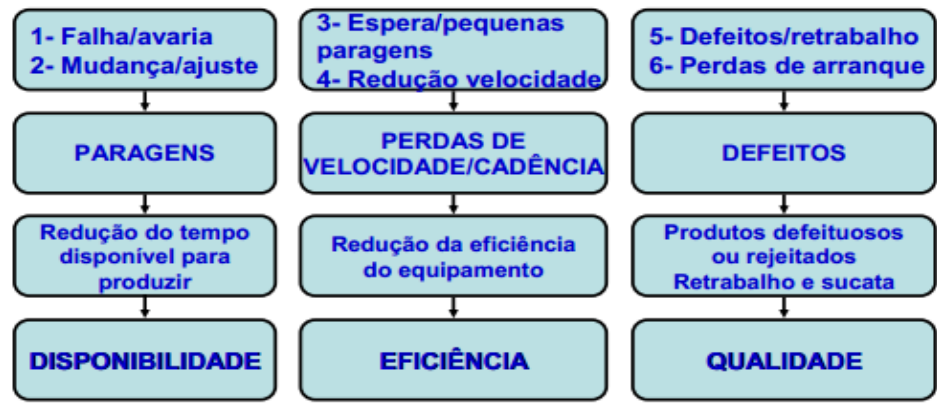 1- Falha/avaria
2- Mudança/ajuste
3- Espera/pequenas
paragens
4- Redução velocidade
5- Defeitos/retrabalho
6- Perdas de arranque
PARAGENS
PERDAS DE
VELOCIDADE/CADÊNCIA
DEFEITOS
Redução do tempo
disponível para
produzir
Redução da eficiência
do equipamento
Produtos defeituosos
ou rejeitados
Retrabalho e sucata
DISPONIBILIDADE
EFICIÊNCIA
QUALIDADE